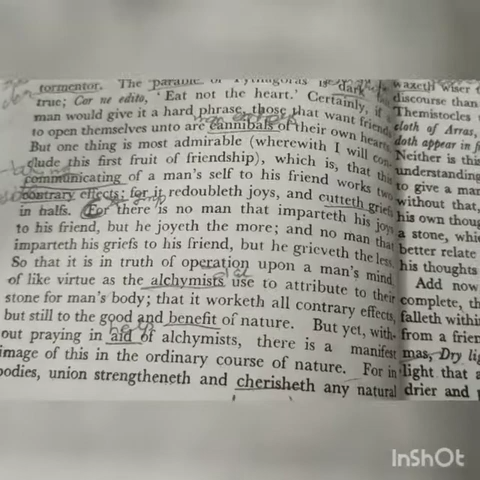 tormentor. The parable of Pythagoras is dark
true; Cor ne edito, 'Eat not the heart.' Certainly, if
man would give it a hard phrase, those that want friends
to open themselves unto are cannibals of their own hearts
But one thing is most admirable (wherewith I will con-
clude this first fruit of friendship), which is, that this
communicating of a man's self to his friend works two
contrary effects; for it redoubleth joys, and cutteth griefs
in halfs. For there is no man that imparteth his joys
to his friend, but he joyeth the more; and no man that
imparteth his griefs to his friend, but he grieveth the less.
So that it is in truth of operation upon a man's mind,
of like virtue as the alchymists use to attribute to their
stone for man's body; that it worketh all contrary effects,
but still to the good and benefit of nature. But yet, with-
out praying in aid of alchymists, there is a manifest
image of this in the ordinary course of nature. For in
bodies, union strengtheneth and cherisheth any natural
waxeth wiser
discourse than
Themistocles
cloth of Arras,
doth appear in
Neither is this
understanding
to give a man
without that,
his own thou
a stone, whi
better relate
his thoughts
Add now
complete, th
falleth within
from a frien
mas, Dry lig
light that a
drier and
InShOt